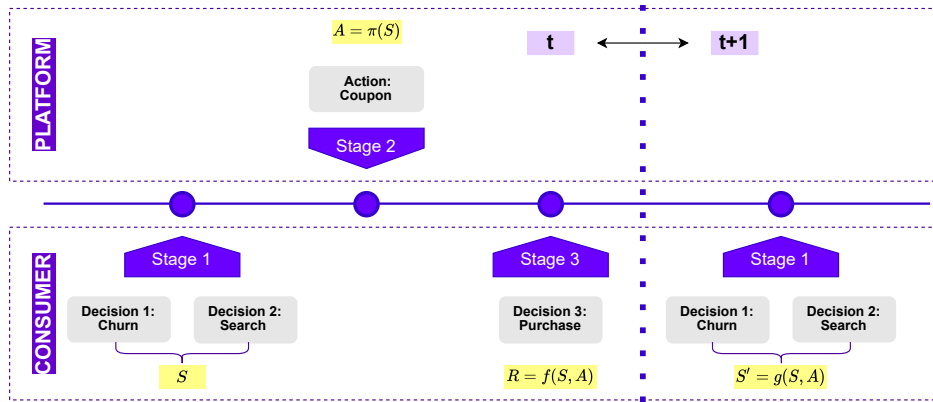 PLATFORM
A = π(S)
t
t+1
Action:
Coupon
Stage 2
CONSUMER
Stage 1
Stage 3
Stage 1
Decision 1:
Churn
Decision 2:
Search
Decision 3:
Purchase
Decision 1:
Churn
Decision 2:
Search
S
R = f(S, A)
S′ = g(S, A)